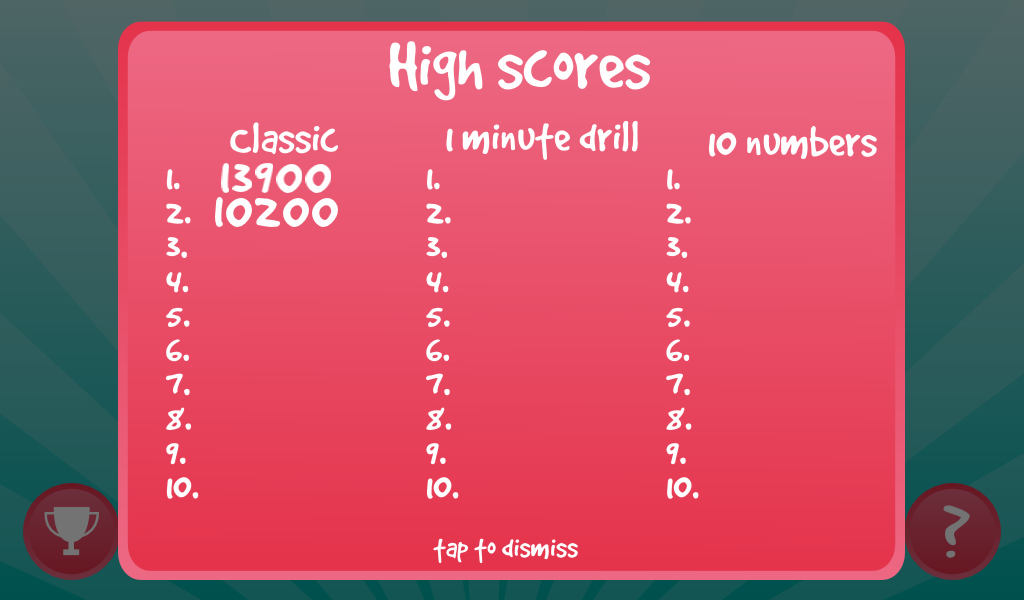 High scores
Classic 1 minute drill 10 numbers
1. 13900 1. 1.
2. 10200 2. 2.
3. 3. 3.
4. 4. 4.
5. 5. 5.
6. 6. 6.
7. 7. 7.
8. 8. 8.
9. 9. 9.
10. 10. 10.
tap to dismiss
?